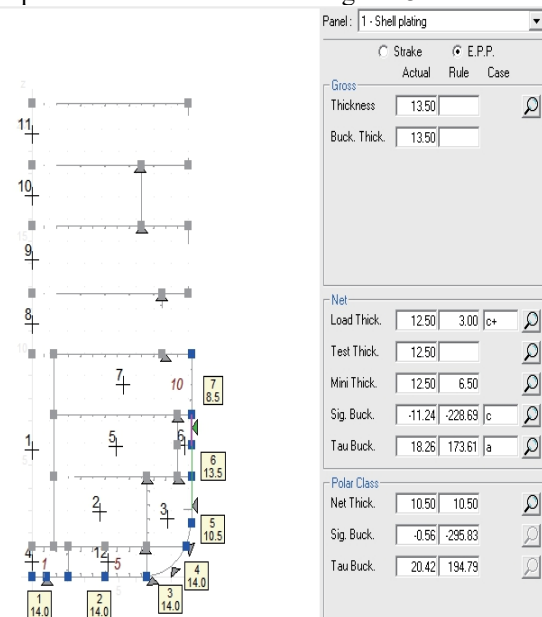 Panel : 1 - Shell plating
Strake E.P.P.
Actual Rule Case
Gross
Thickness 13.50
Buck. Thick. 13.50
Net
Load Thick. 12.50 3.00 c+
Test Thick. 12.50
Mini Thick. 12.50 6.50
Sig. Buck. -11.24 -228.69 c
Tau Buck. 18.26 173.61 a
Polar Class
Net Thick. 10.50 10.50
Sig. Buck. -0.56 -295.83
Tau Buck. 20.42 194.79
z
11
10
15
9
8
10
7
10
7
8.5
1
5
6
6
13.5
2
3
5
10.5
4
1
12
5
4
14.0
1
14.0
2
14.0
3
14.0